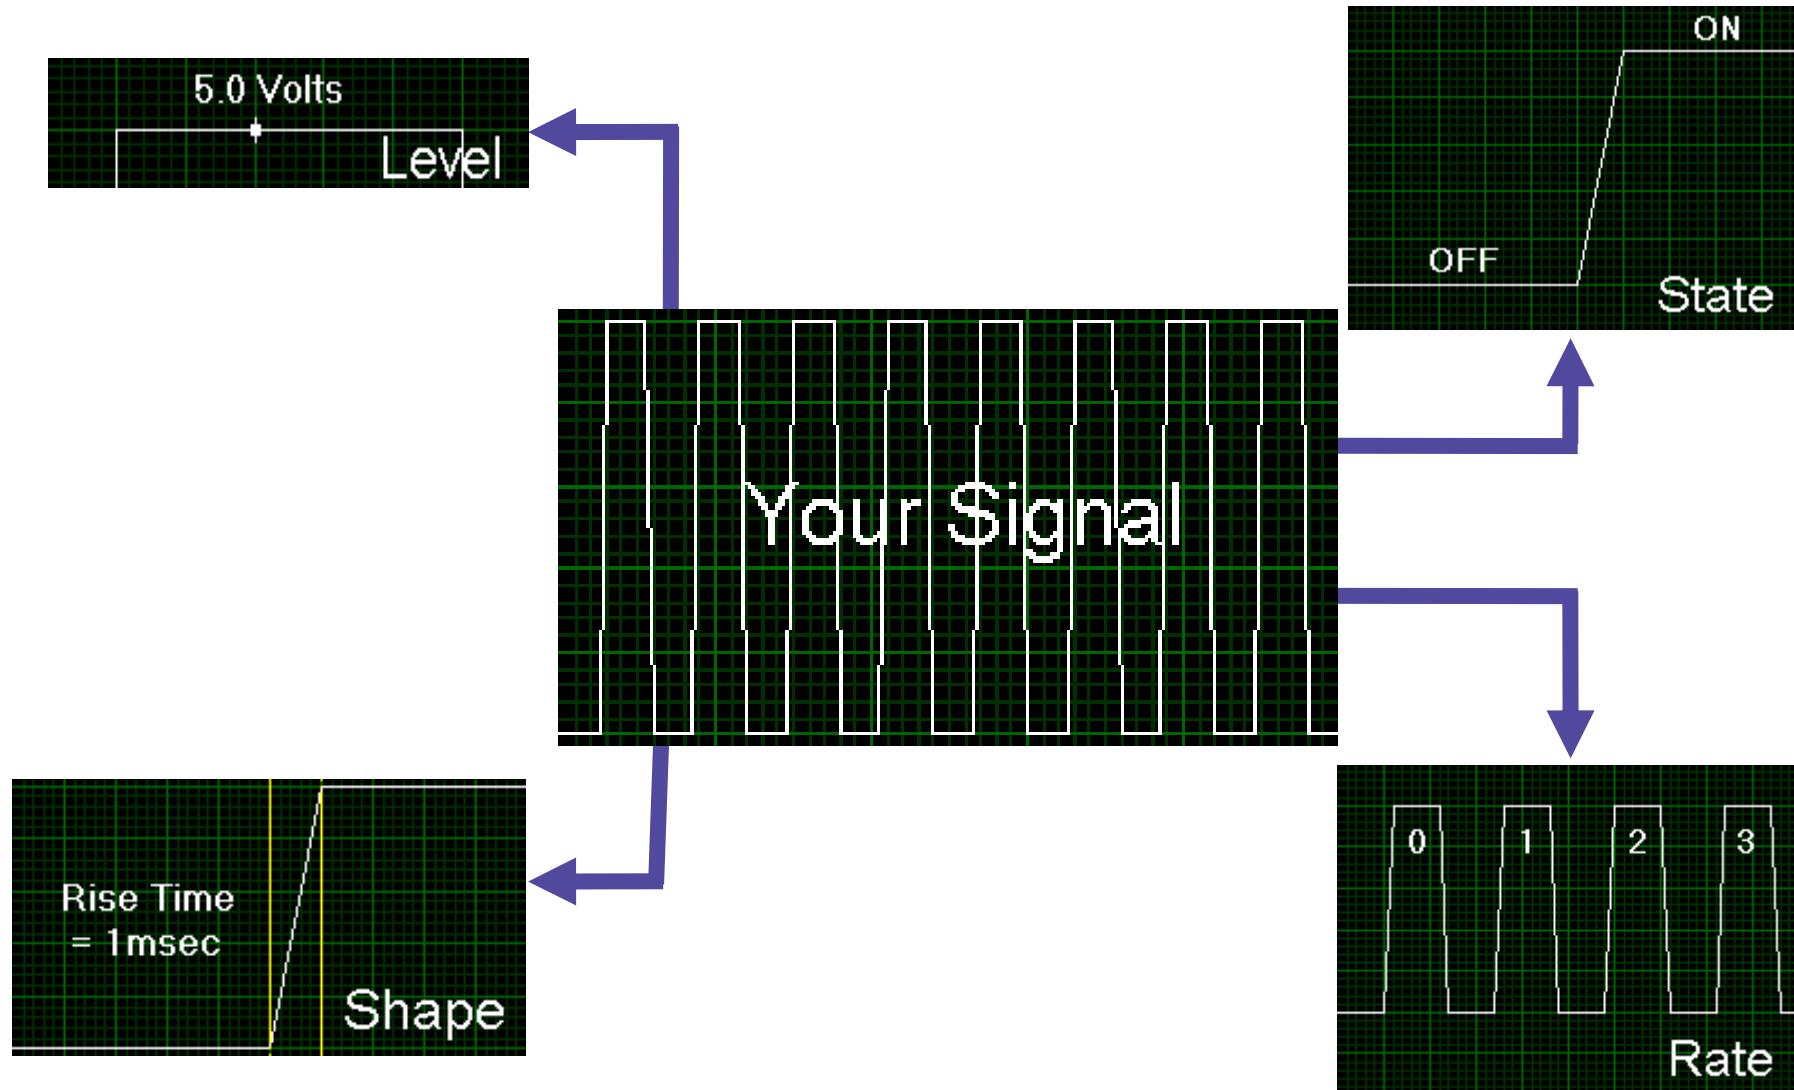 5.0 Volts
Level
ON
OFF
State
Your Signal
Rise Time
= 1msec
Shape
0 1 2 3
Rate